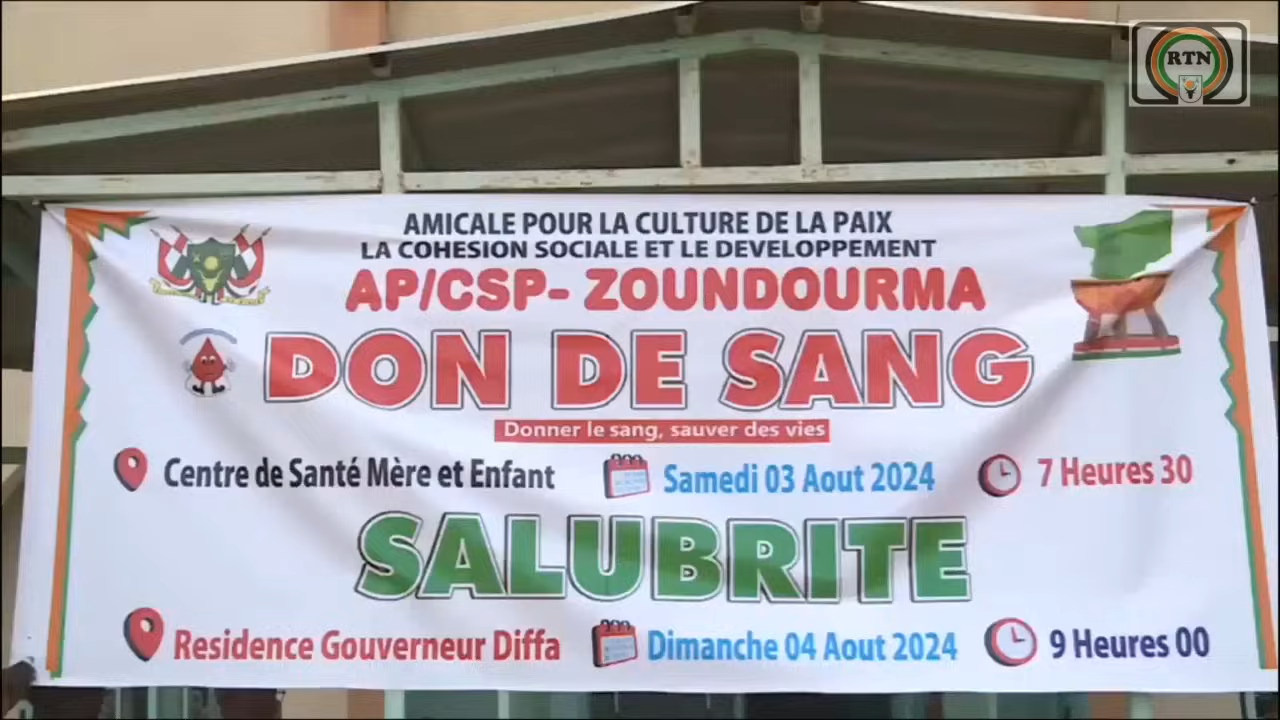 RTN
AMICALE POUR LA CULTURE DE LA PAIX
LA COHESION SOCIALE ET LE DEVELOPPEMENT
AP/CSP- ZOUNDOURMA
DON DE SANG
Donner le sang, sauver des vies
Centre de Santé Mère et Enfant Samedi 03 Aout 2024 7 Heures 30
SALUBRITE
Residence Gouverneur Diffa Dimanche 04 Aout 2024 9 Heures 00